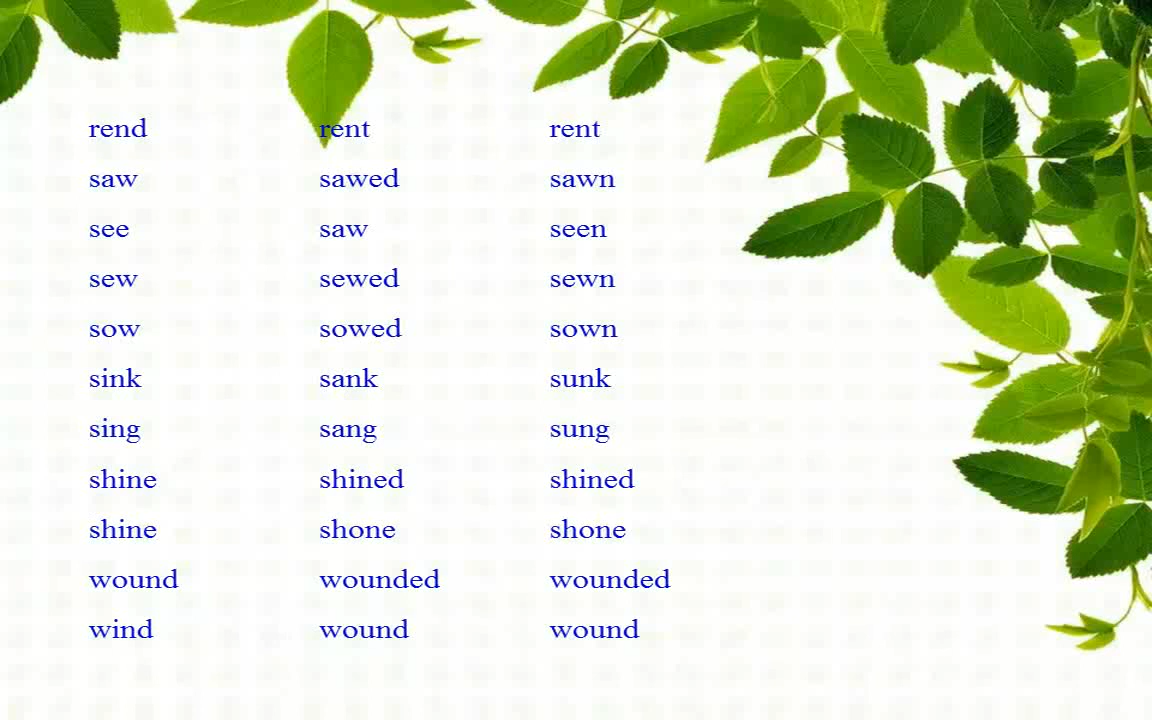 rend rent rent
saw sawed sawn
see saw seen
sew sewed sewn
sow sowed sown
sink sank sunk
sing sang sung
shine shined shined
shine shone shone
wound wounded wounded
wind wound wound